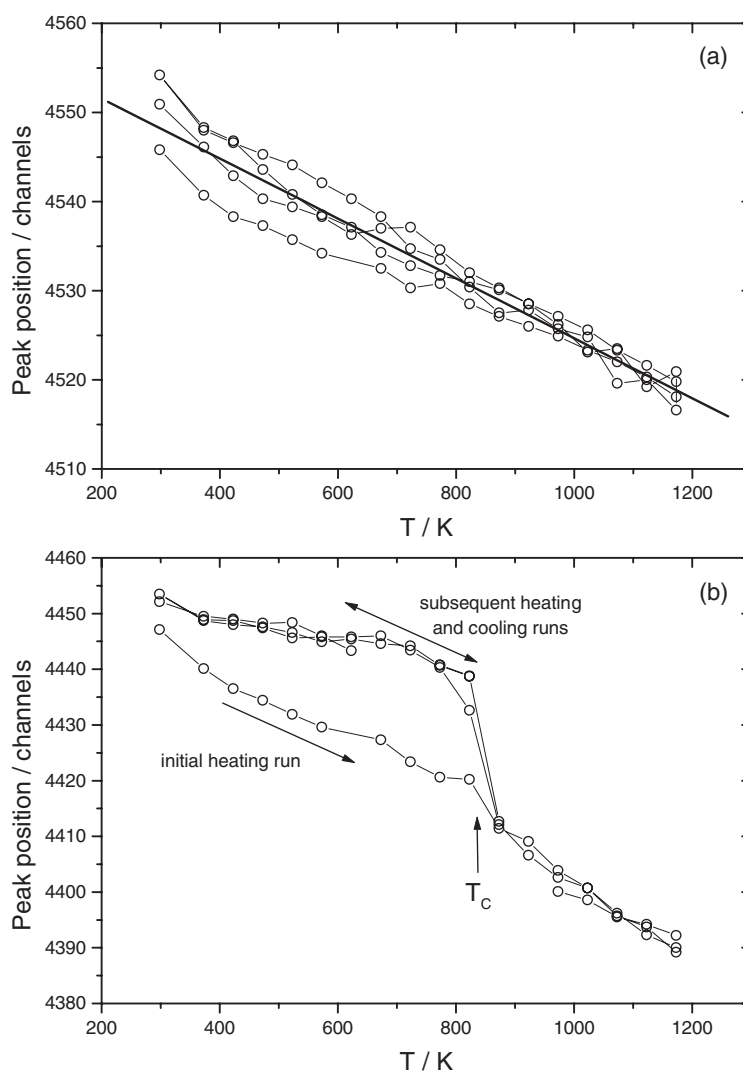 4560
(a)
4550
4540
4530
4520
4510
Peak position / channels
200 400 600 800 1000 1200
T / K
4460
(b)
4450
4440
4430
4420
4410
4400
4390
4380
Peak position / channels
subsequent heating
and cooling runs
initial heating run
T_C
200 400 600 800 1000 1200
T / K